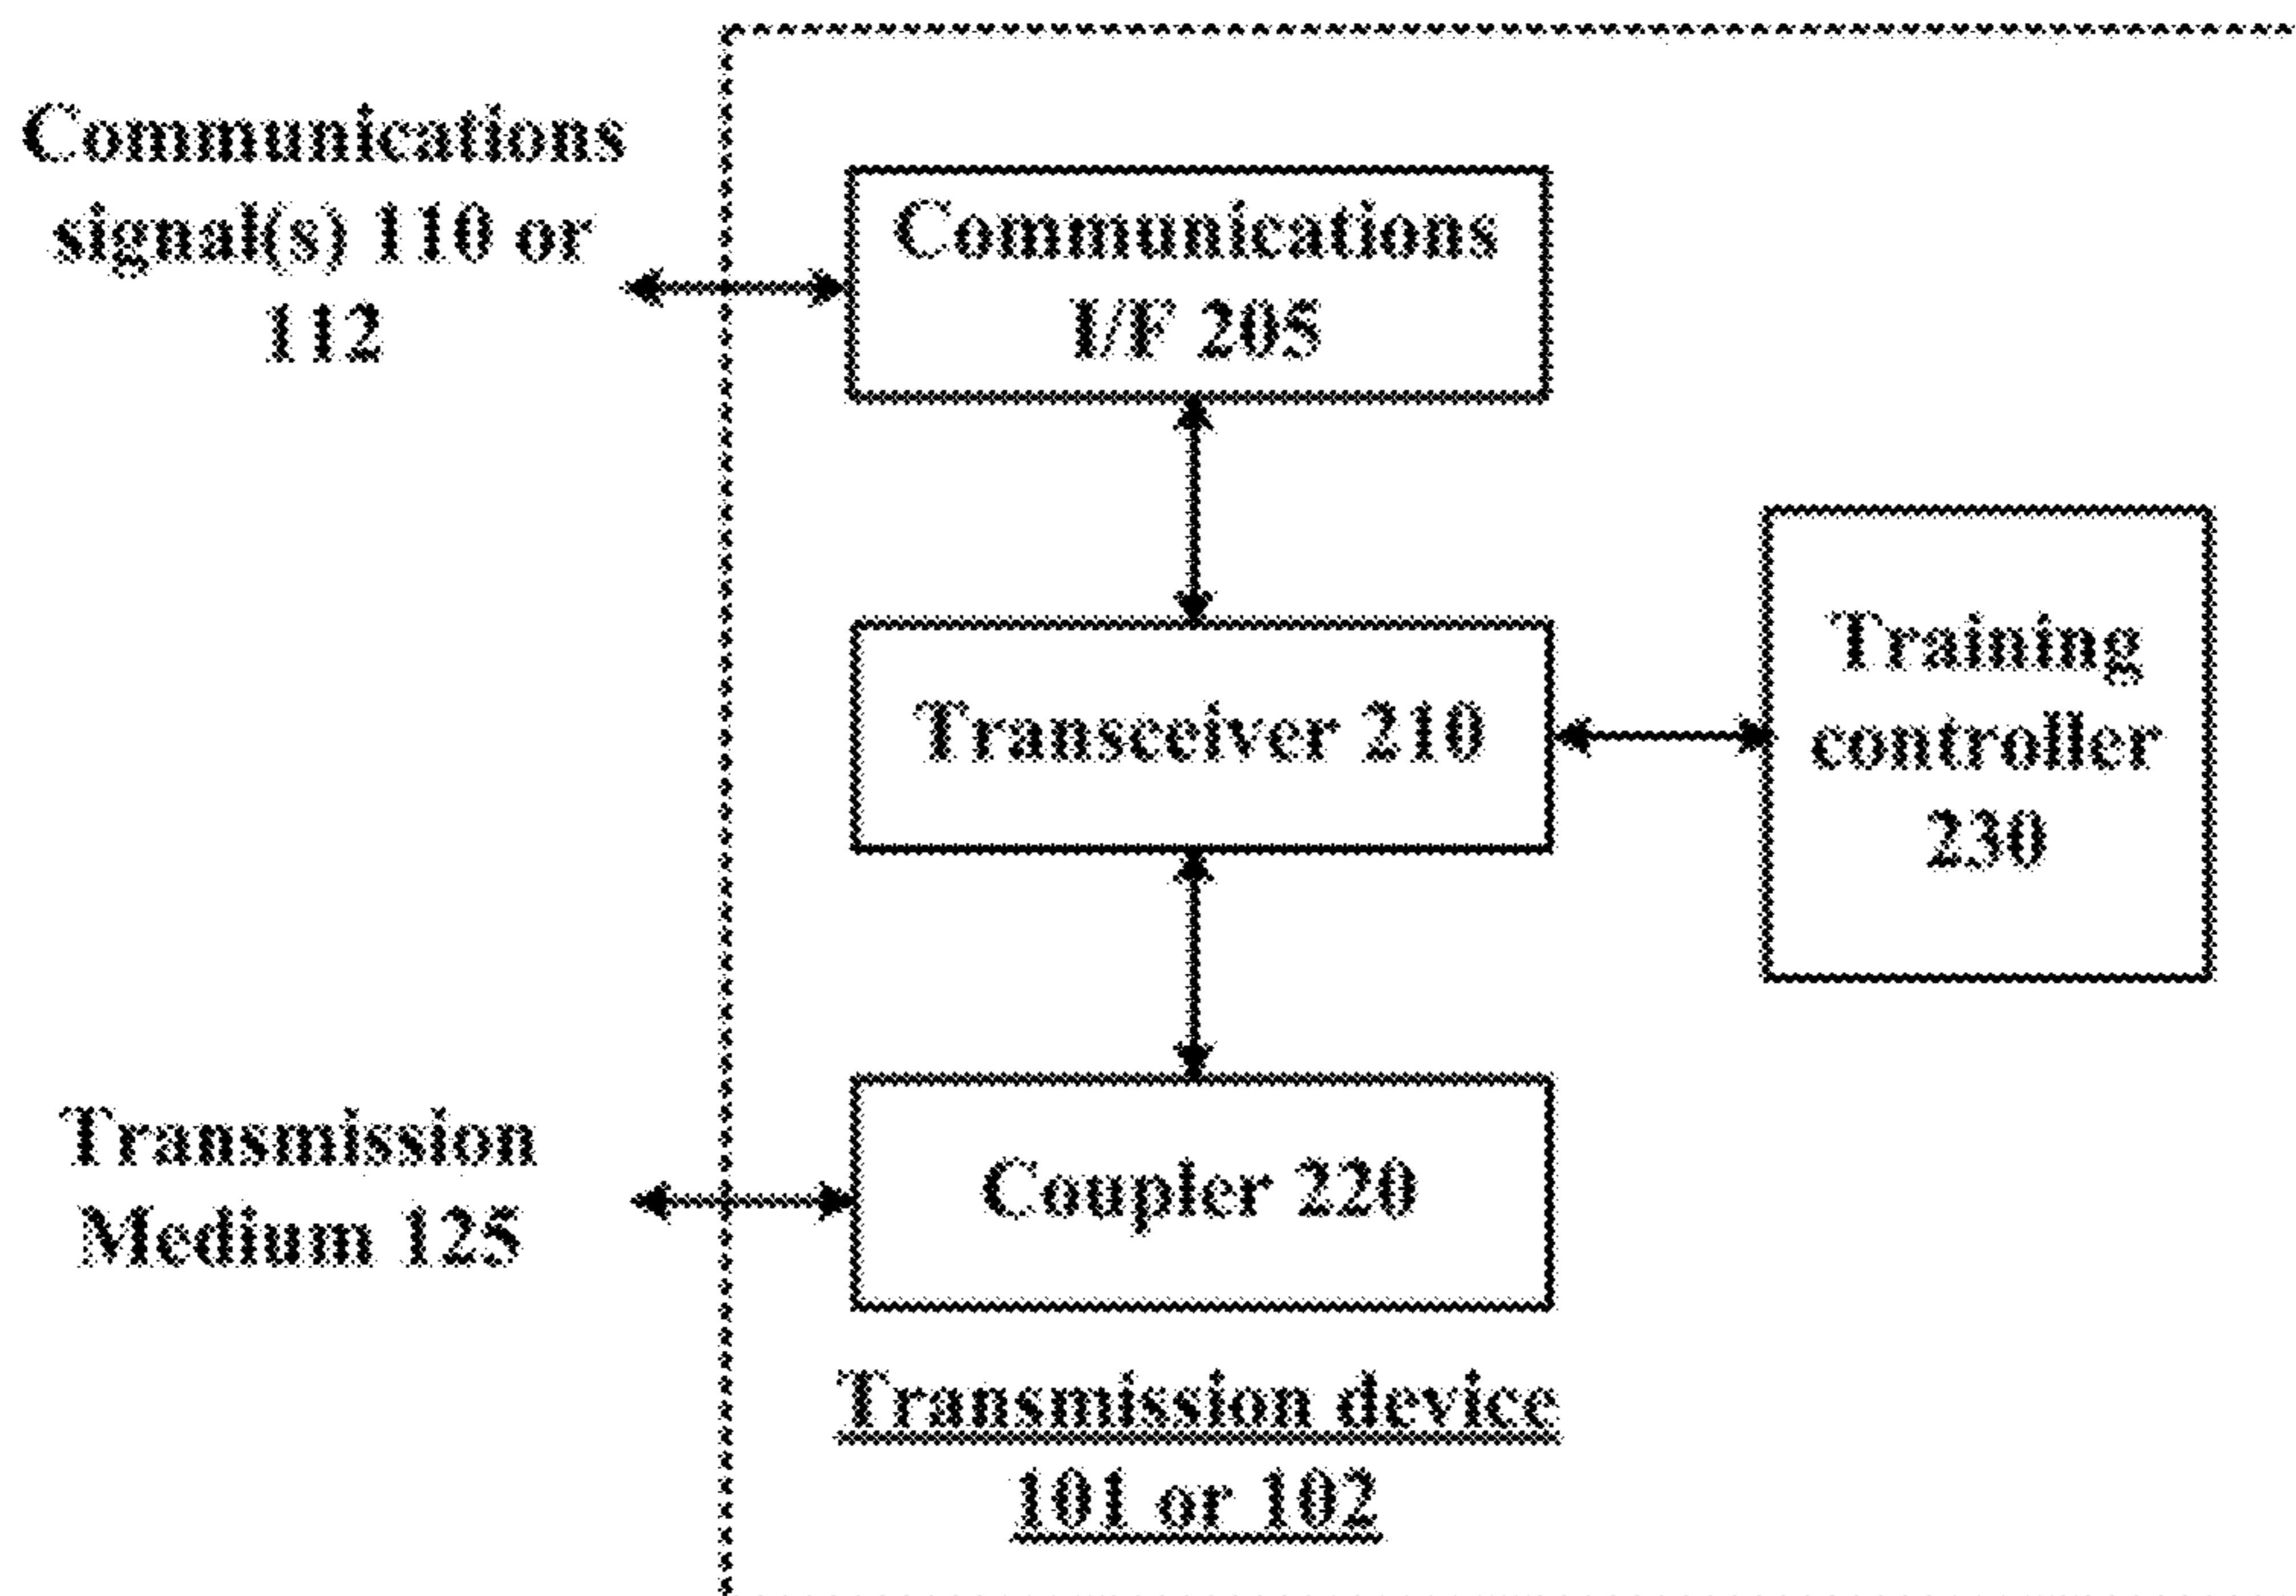 Communications
signal(s) 110 or
112
Communications
I/F 205
Transceiver 210
Training
controller
230
Transmission
Medium 125
Coupler 220
Transmission device
101 or 102